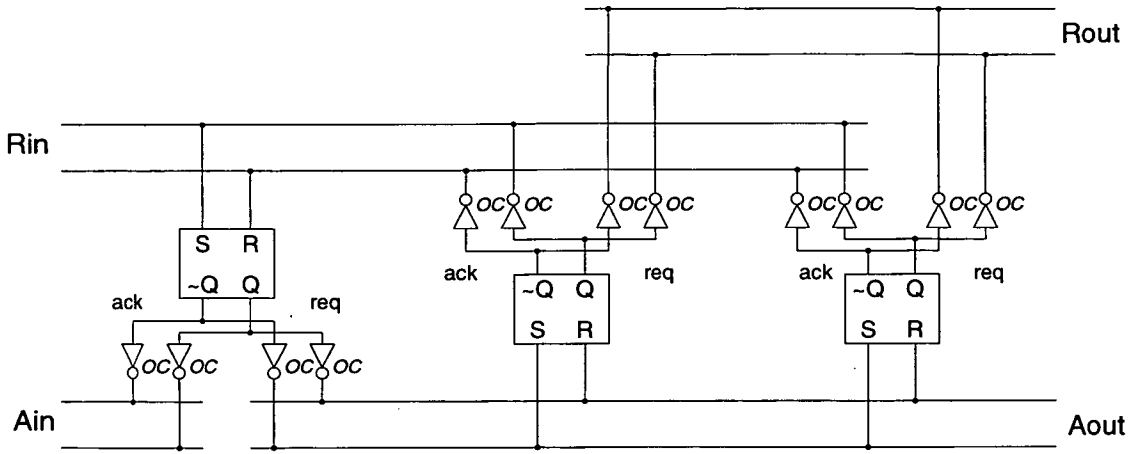 Rout
Rin
OC OC OC OC OC OC OC OC
S R
ack req ack req
~Q Q ~Q Q ~Q Q
ack req
S R S R
OC OC OC OC
Ain Aout